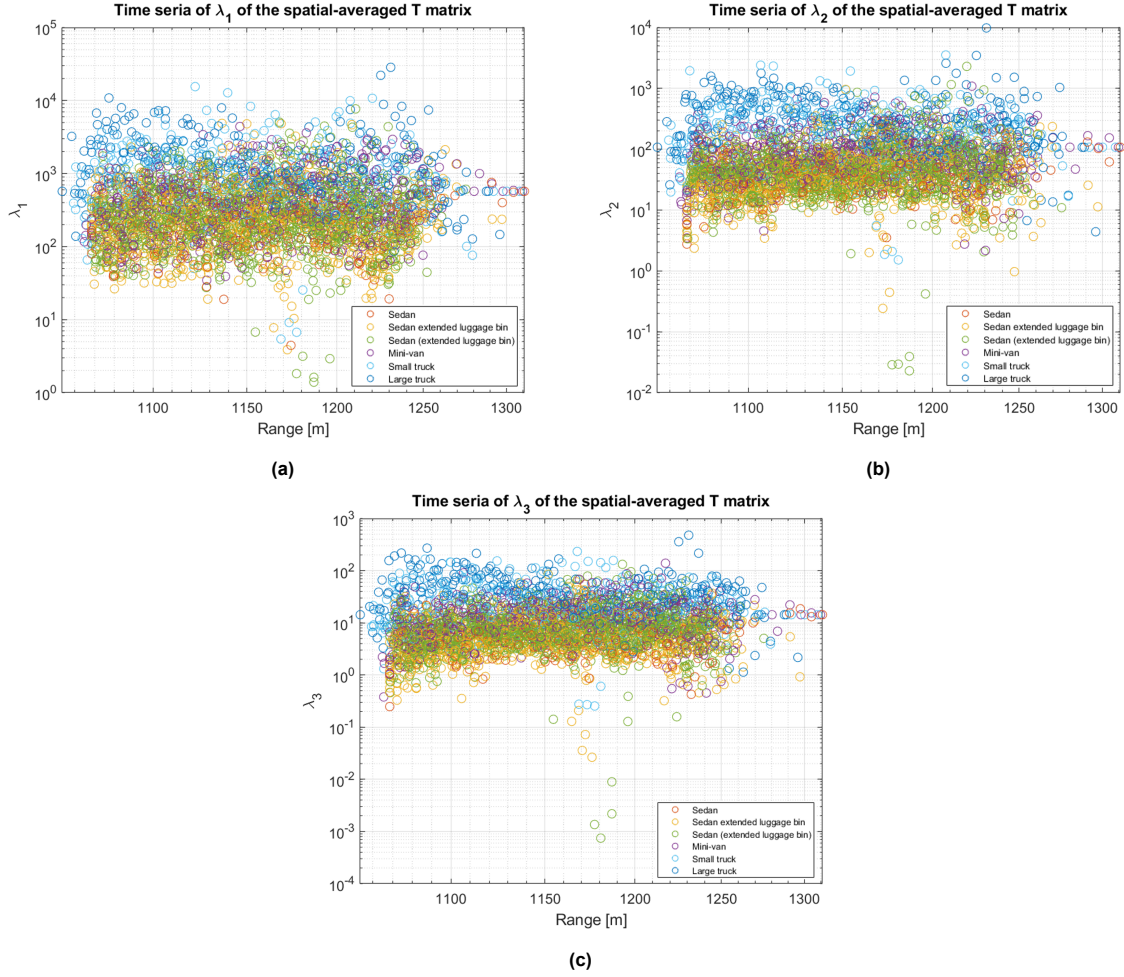 Time seria of λ1 of the spatial-averaged T matrix
10^5
10^4
10^3
10^2
10^1
10^0
λ1
1100
1150
1200
1250
1300
Range [m]
Sedan
Sedan extended luggage bin
Sedan (extended luggage bin)
Mini-van
Small truck
Large truck
(a)
Time seria of λ2 of the spatial-averaged T matrix
10^4
10^3
10^2
10^1
10^0
10^-1
10^-2
λ2
1100
1150
1200
1250
1300
Range [m]
Sedan
Sedan extended luggage bin
Sedan (extended luggage bin)
Mini-van
Small truck
Large truck
(b)
Time seria of λ3 of the spatial-averaged T matrix
10^3
10^2
10^1
10^0
10^-1
10^-2
10^-3
10^-4
λ3
1100
1150
1200
1250
1300
Range [m]
Sedan
Sedan extended luggage bin
Sedan (extended luggage bin)
Mini-van
Small truck
Large truck
(c)